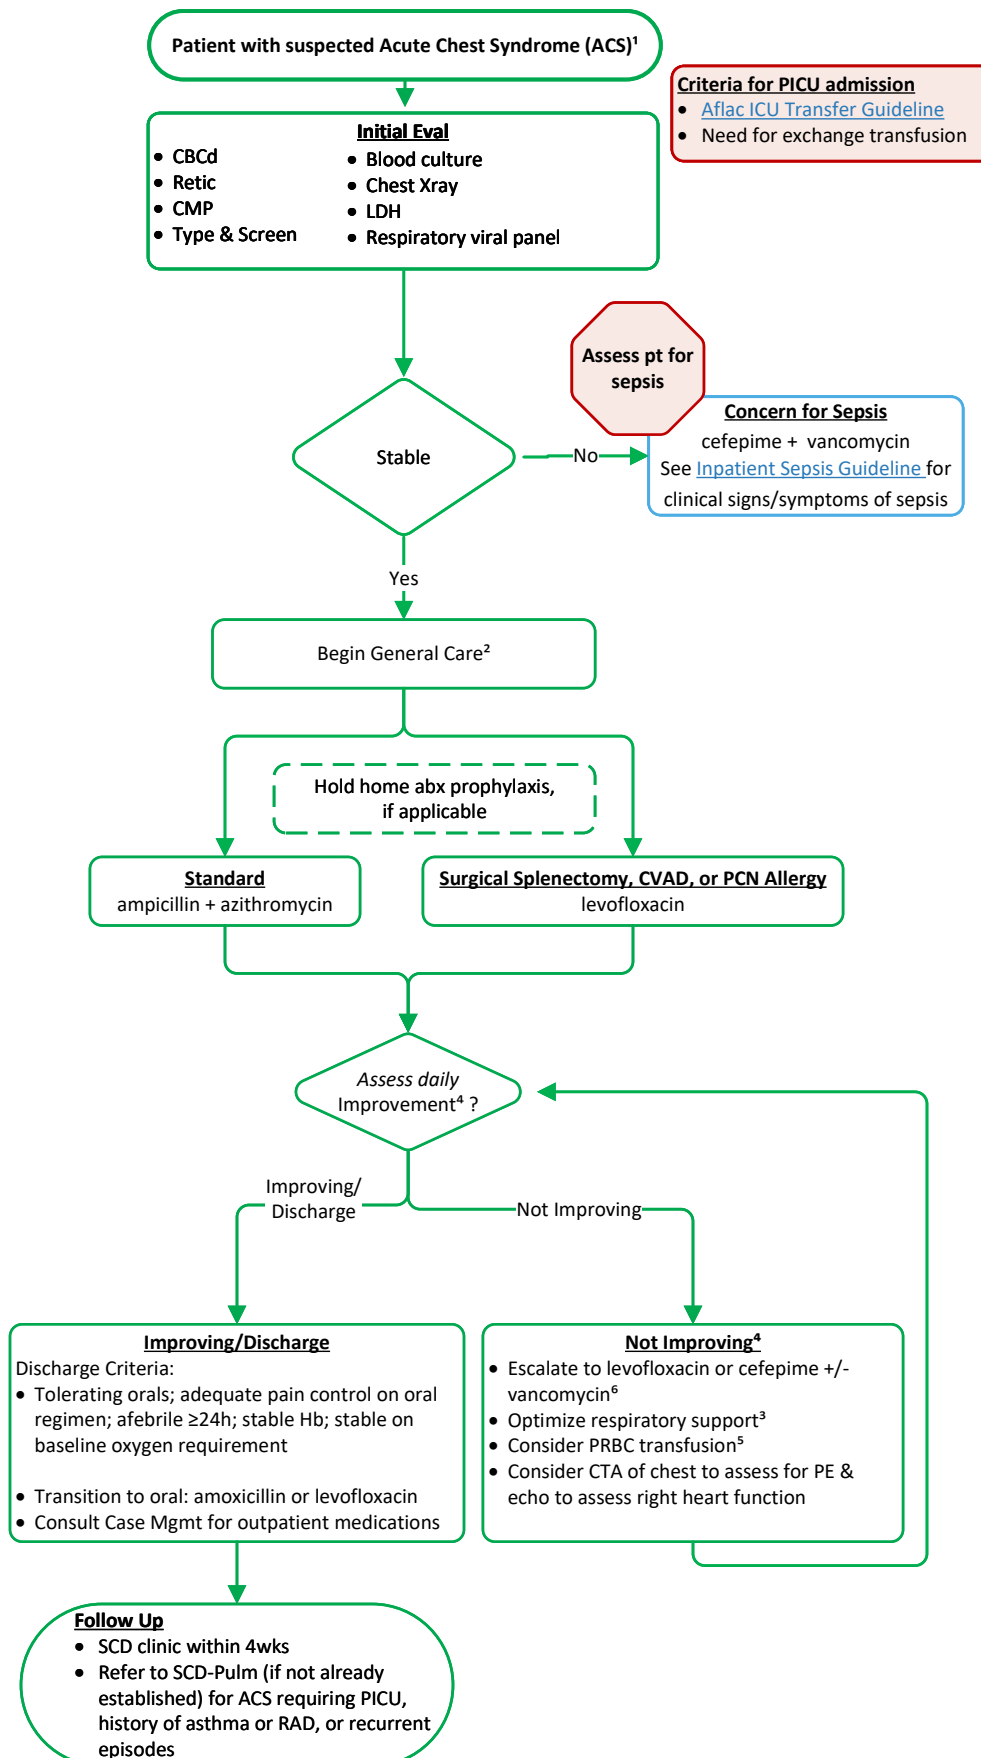 Patient with suspected Acute Chest Syndrome (ACS)¹
Criteria for PICU admission
• Aflac ICU Transfer Guideline
• Need for exchange transfusion
Initial Eval
• CBCd
• Retic
• CMP
• Type & Screen
• Blood culture
• Chest Xray
• LDH
• Respiratory viral panel
Assess pt for
sepsis
Stable
No
Concern for Sepsis
cefepime + vancomycin
See Inpatient Sepsis Guideline for
clinical signs/symptoms of sepsis
Yes
Begin General Care²
Hold home abx prophylaxis,
if applicable
Standard
ampicillin + azithromycin
Surgical Splenectomy, CVAD, or PCN Allergy
levofloxacin
Assess daily
Improvement⁴ ?
Improving/
Discharge
Not Improving
Improving/Discharge
Discharge Criteria:
• Tolerating orals; adequate pain control on oral
regimen; afebrile ≥24h; stable Hb; stable on
baseline oxygen requirement
• Transition to oral: amoxicillin or levofloxacin
• Consult Case Mgmt for outpatient medications
Not Improving⁴
• Escalate to levofloxacin or cefepime +/-
vancomycin⁶
• Optimize respiratory support³
• Consider PRBC transfusion⁵
• Consider CTA of chest to assess for PE &
echo to assess right heart function
Follow Up
• SCD clinic within 4wks
• Refer to SCD-Pulm (if not already
established) for ACS requiring PICU,
history of asthma or RAD, or recurrent
episodes